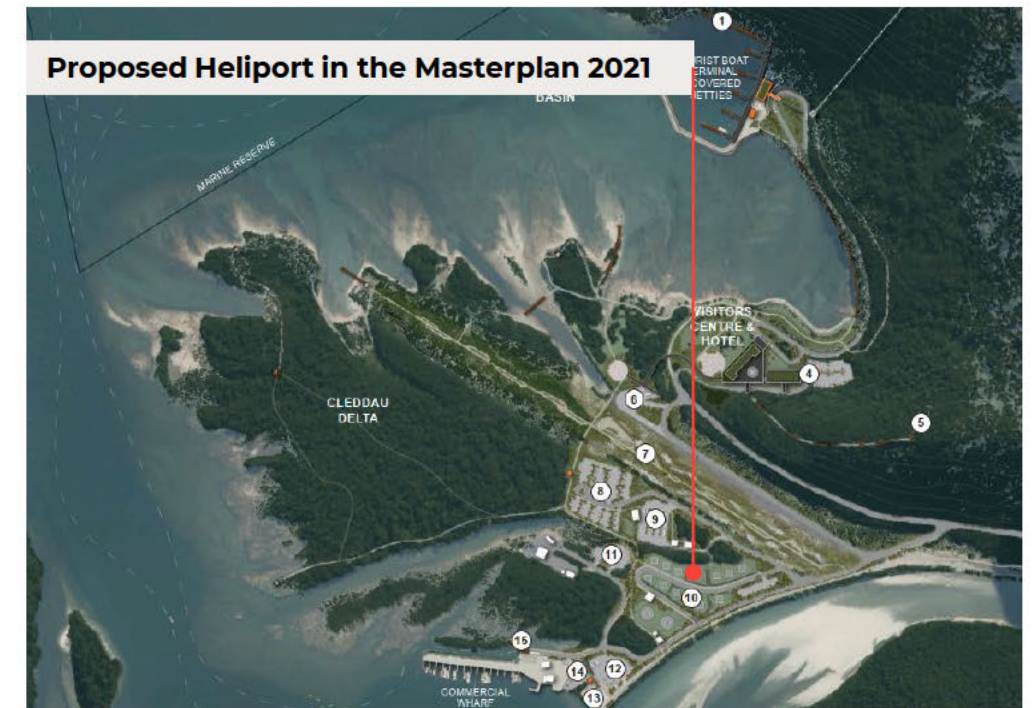 1
Proposed Heliport in the Masterplan 2021
RIST BOAT
ERMINAL
COVERED
ETTIES
BASIN
MARINE RESERVE
VISITORS
CENTRE &
HOTEL
4
5
6
CLEDDAU
DELTA
7
8
9
11
10
15
14
12
13
COMMERCIAL
WHARF